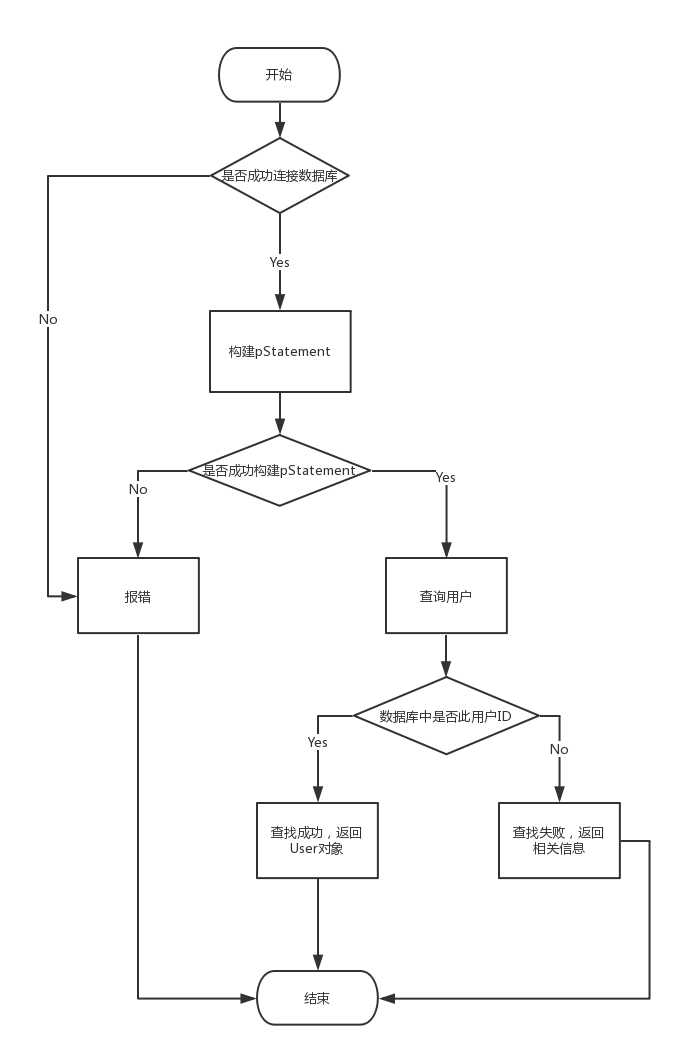 开始
是否成功连接数据库
Yes
No
构建pStatement
是否成功构建pStatement
No
Yes
报错
查询用户
数据库中是否此用户ID
Yes
No
查找成功，返回
User对象
查找失败，返回
相关信息
结束